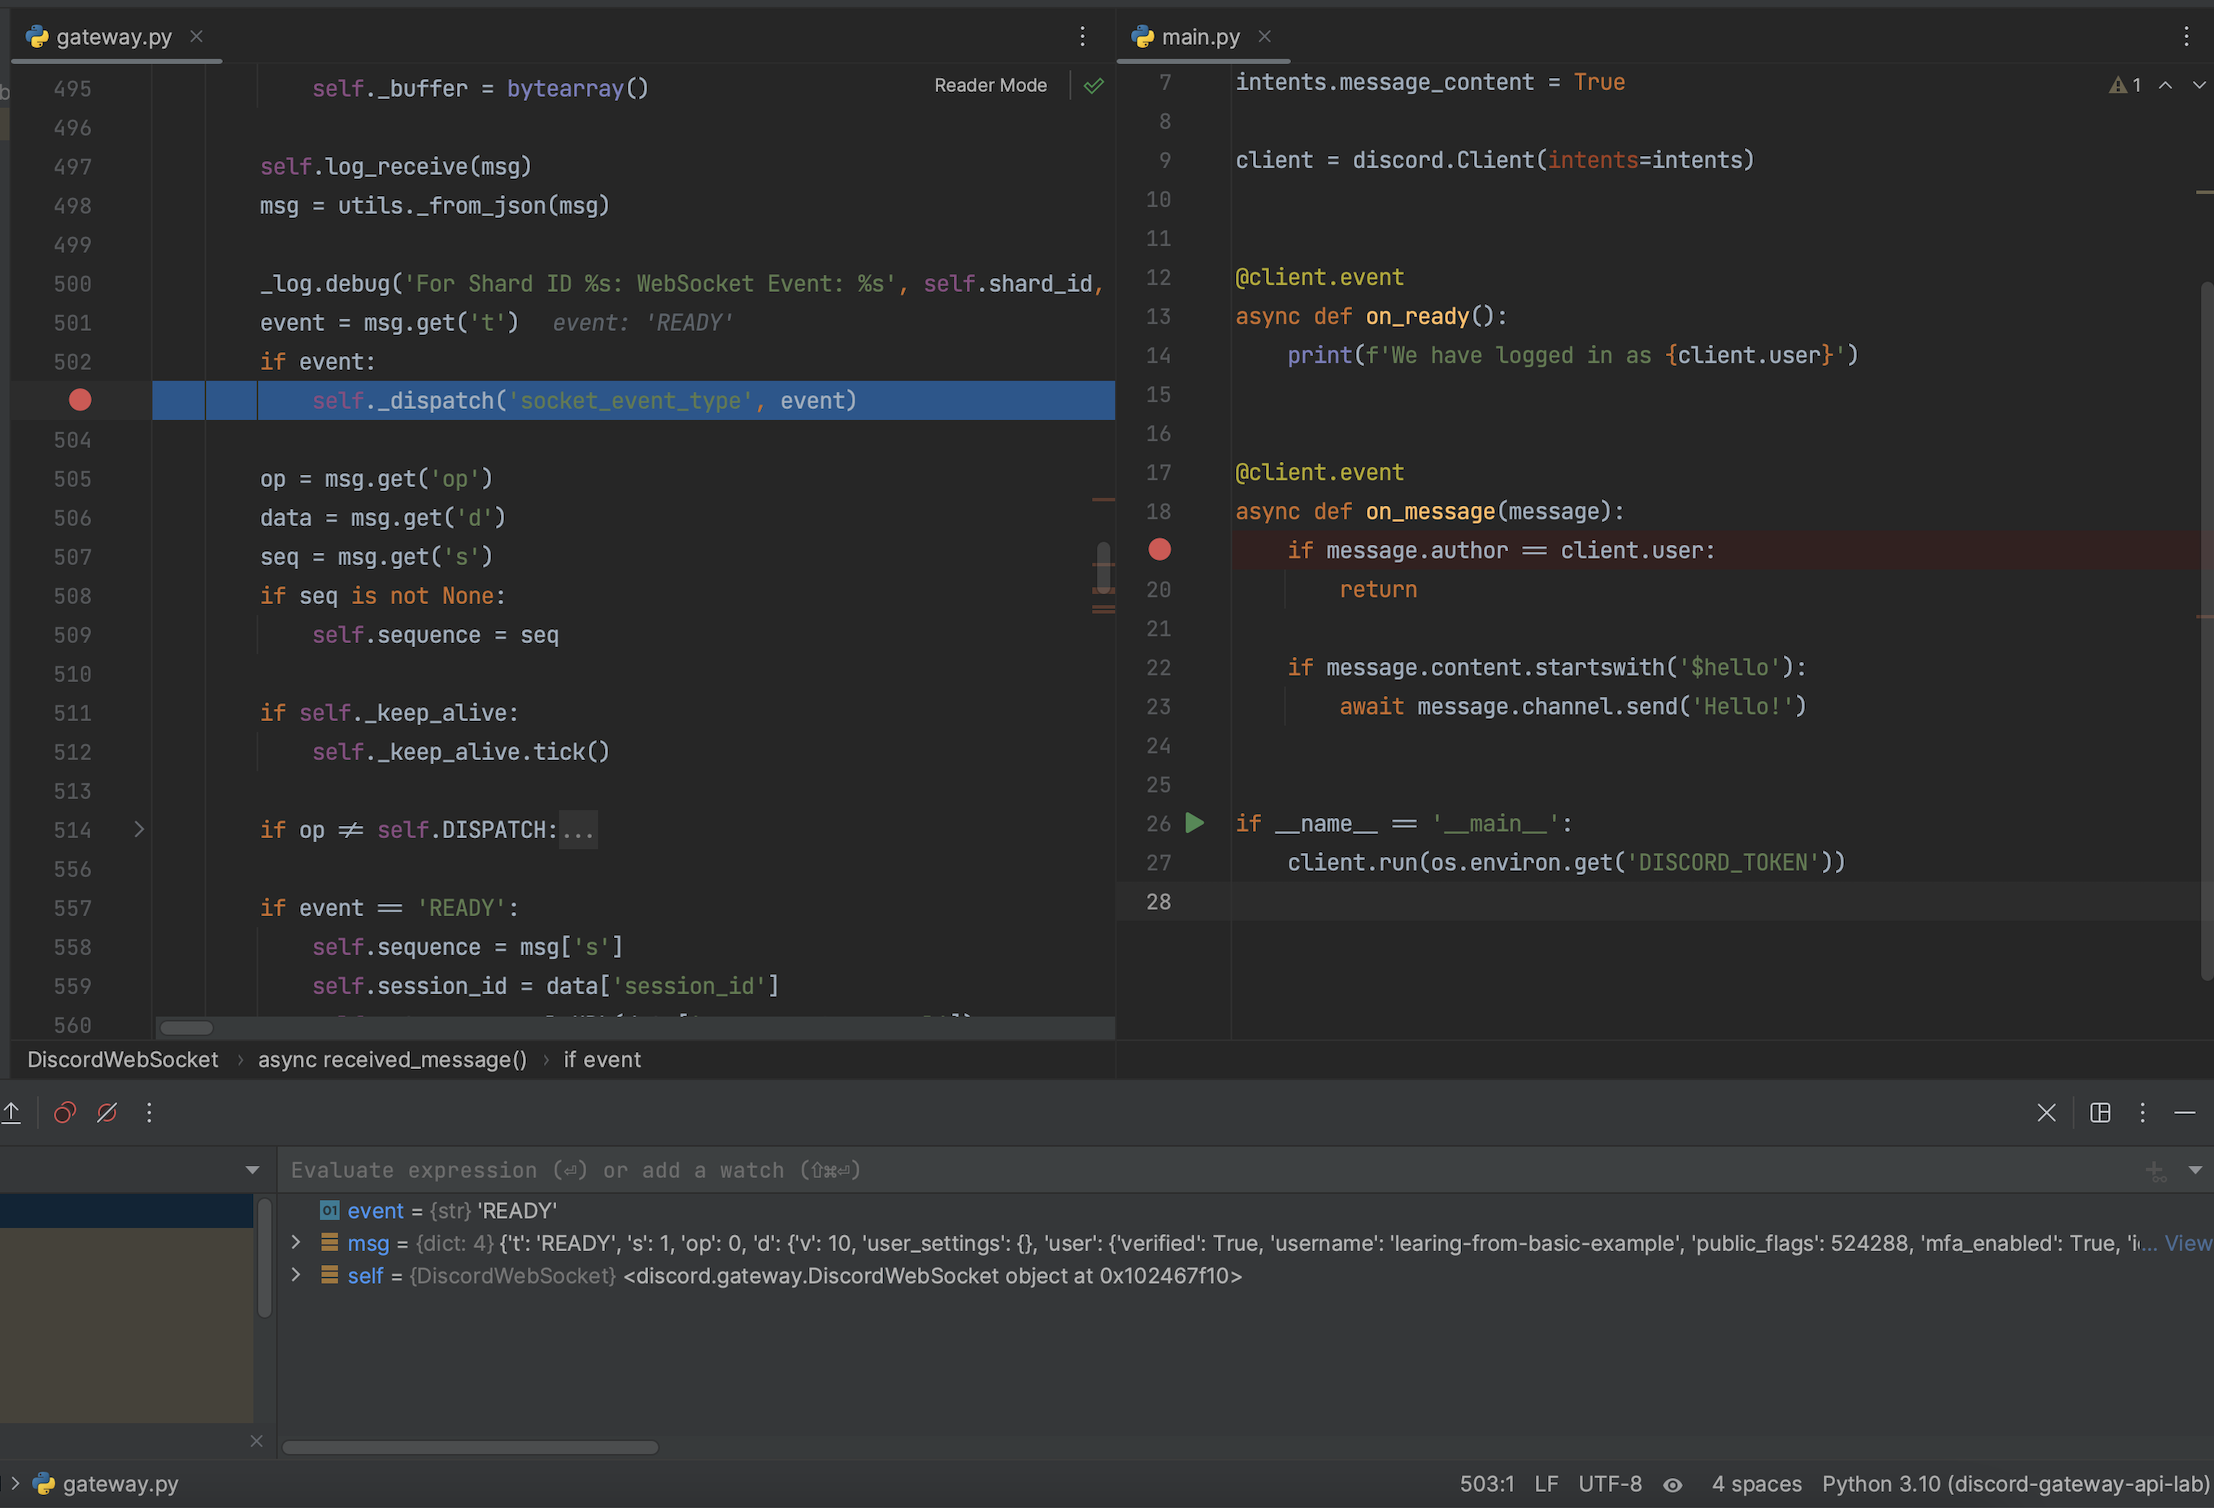 gateway.py
Reader Mode
495 self._buffer = bytearray()
496
497 self.log_receive(msg)
498 msg = utils._from_json(msg)
499
500 _log.debug('For Shard ID %s: WebSocket Event: %s', self.shard_id,
501 event = msg.get('t') event: 'READY'
502 if event:
self._dispatch('socket_event_type', event)
504
505 op = msg.get('op')
506 data = msg.get('d')
507 seq = msg.get('s')
508 if seq is not None:
509 self.sequence = seq
510
511 if self._keep_alive:
512 self._keep_alive.tick()
513
514 if op ≠ self.DISPATCH:...
556
557 if event == 'READY':
558 self.sequence = msg['s']
559 self.session_id = data['session_id']
560
DiscordWebSocket › async received_message() › if event
main.py
1
7 intents.message_content = True
8
9 client = discord.Client(intents=intents)
10
11
12 @client.event
13 async def on_ready():
14 print(f'We have logged in as {client.user}')
15
16
17 @client.event
18 async def on_message(message):
if message.author == client.user:
20 return
21
22 if message.content.startswith('$hello'):
23 await message.channel.send('Hello!')
24
25
26 if __name__ == '__main__':
27 client.run(os.environ.get('DISCORD_TOKEN'))
28
Evaluate expression (⏎) or add a watch (⇧⌘⏎)
01 event = {str} 'READY'
msg = {dict: 4} {'t': 'READY', 's': 1, 'op': 0, 'd': {'v': 10, 'user_settings': {}, 'user': {'verified': True, 'username': 'learing-from-basic-example', 'public_flags': 524288, 'mfa_enabled': True, 'i... View
self = {DiscordWebSocket} <discord.gateway.DiscordWebSocket object at 0x102467f10>
gateway.py
503:1 LF UTF-8 4 spaces Python 3.10 (discord-gateway-api-lab)